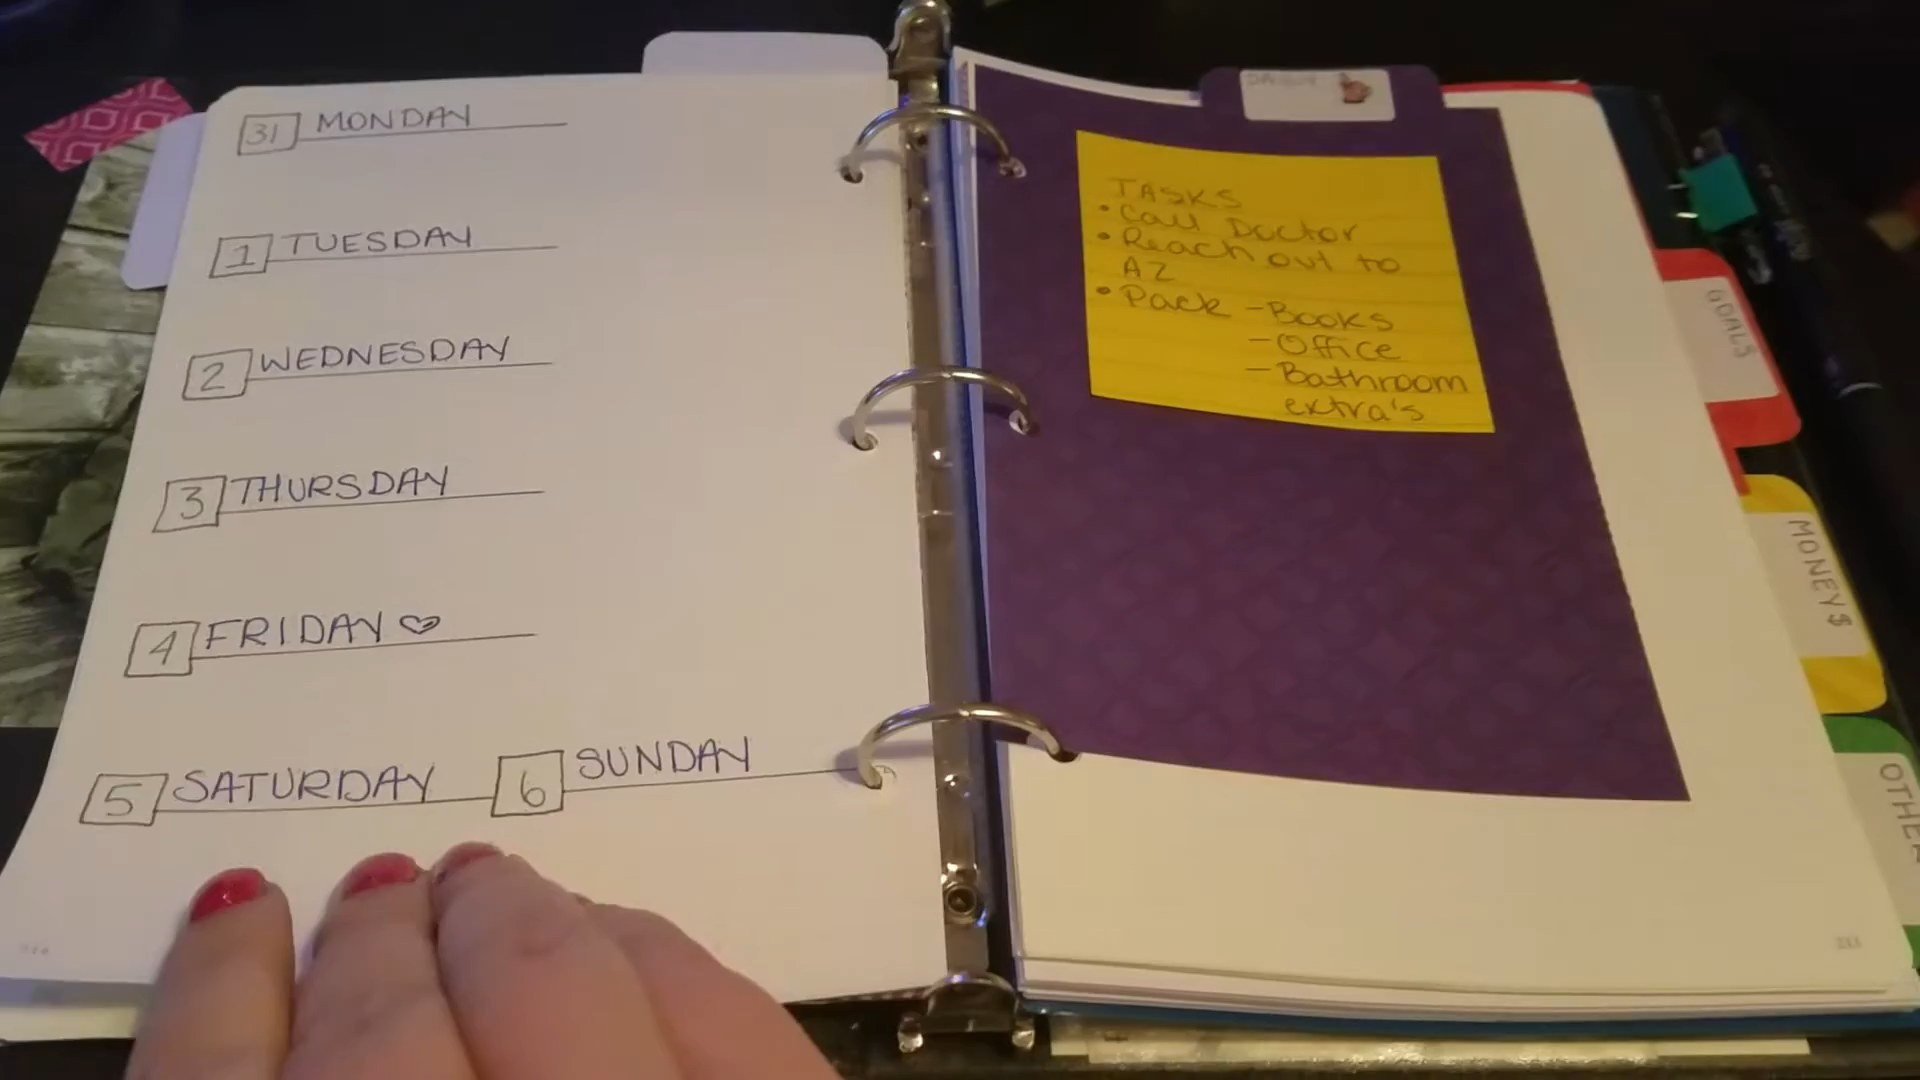 31 MONDAY
1 TUESDAY
2 WEDNESDAY
3 THURSDAY
4 FRIDAY
5 SATURDAY
6 SUNDAY
TASKS
• Call Doctor
• Reach out to
AZ
• Pack - Books
- Office
- Bathroom
extra's
GOALS
MONEY $
OTHER